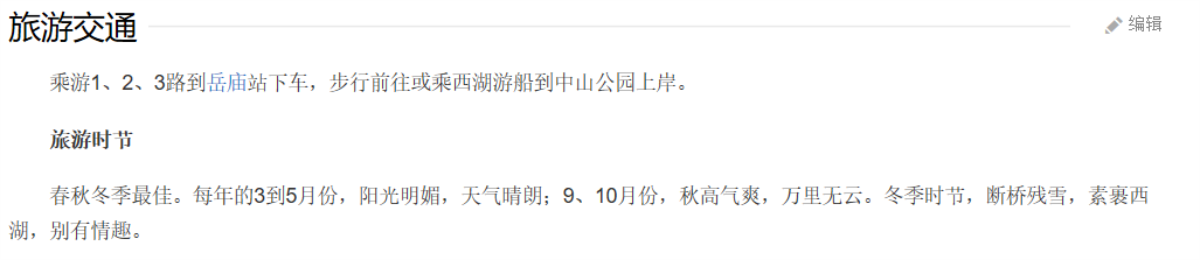 旅游交通
编辑
乘游1、2、3路到岳庙站下车，步行前往或乘西湖游船到中山公园上岸。
旅游时节
春秋冬季最佳。每年的3到5月份，阳光明媚，天气晴朗；9、10月份，秋高气爽，万里无云。冬季时节，断桥残雪，素裹西
湖，别有情趣。